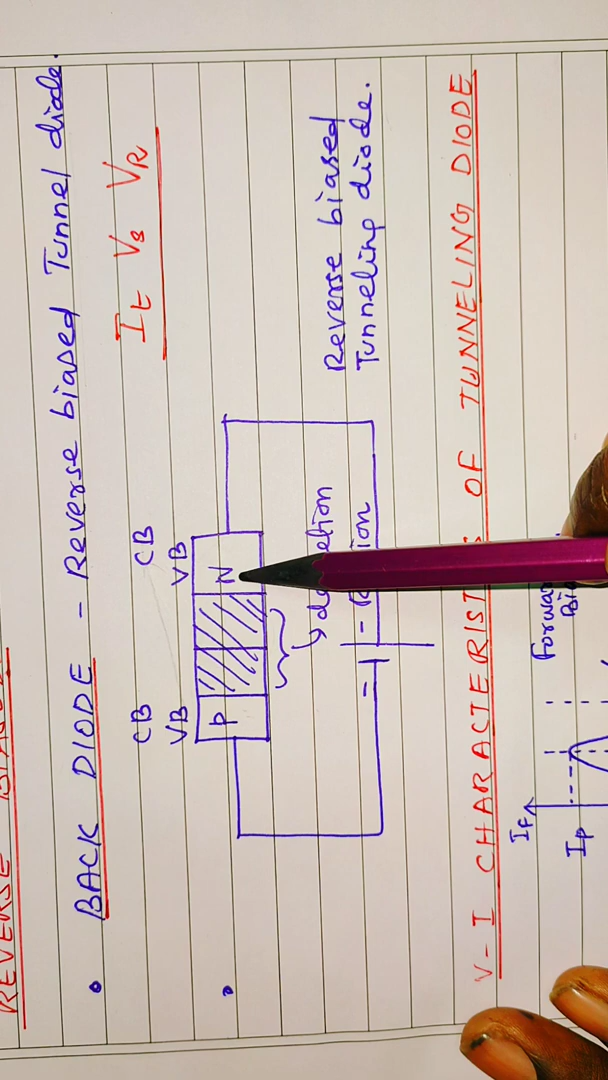 REVERSE
• BACK DIODE - Reverse biased Tunnel diode.
It Vs VR
CB CB
VB VB
P N
depletion
Region
Reverse biased
Tunneling diode.
V-I CHARACTERISTICS OF TUNNELING DIODE
IF
Forward
IP